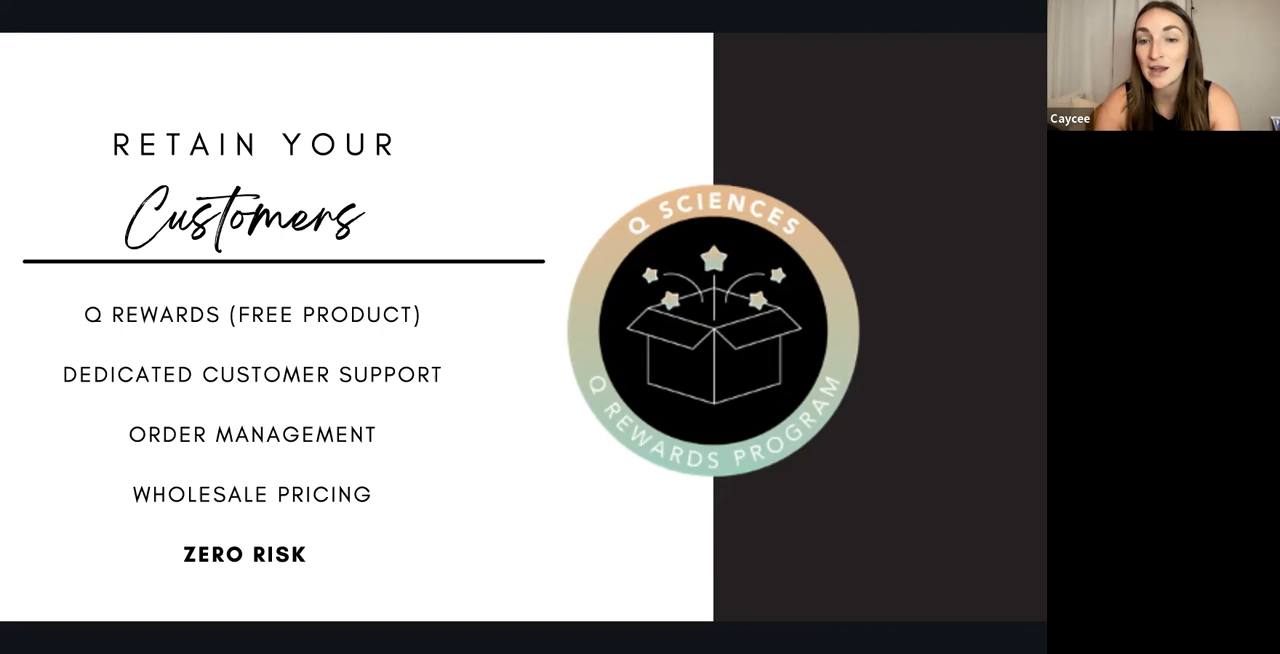 RETAIN YOUR
Customers
Q REWARDS (FREE PRODUCT)
DEDICATED CUSTOMER SUPPORT
ORDER MANAGEMENT
WHOLESALE PRICING
ZERO RISK
Q SCIENCES
Q REWARDS PROGRAM
Caycee